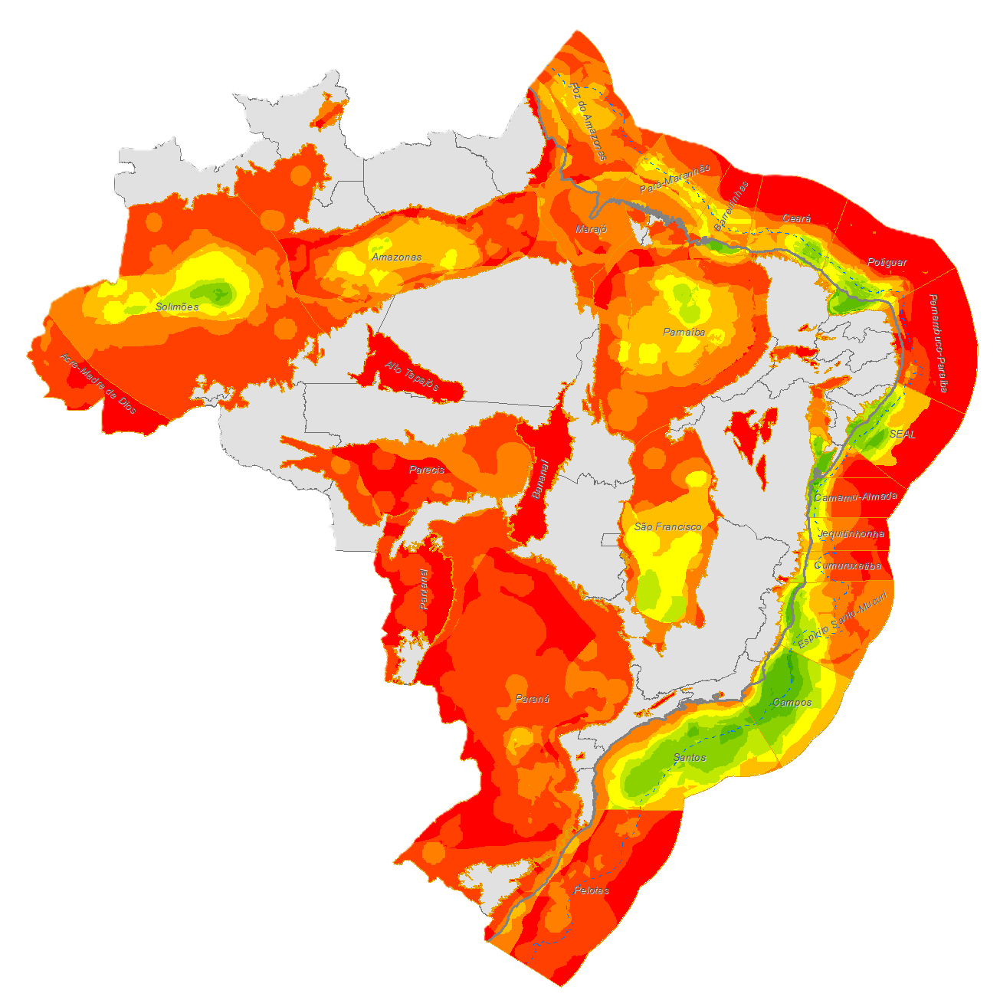 Foz do Amazonas
Pará-Maranhão
Barreirinhas
Ceará
Marajó
Amazonas
Potiguar
Solimões
Pernambuco-Paraíba
Parnaíba
Acre-Madre de Dios
Alto Tapajós
SEAL
Parecis
Bananal
Camamu-Almada
São Francisco
Jequitinhonha
Cumuruxatiba
Pantanal
Espírito Santo-Mucuri
Paraná
Campos
Santos
Pelotas